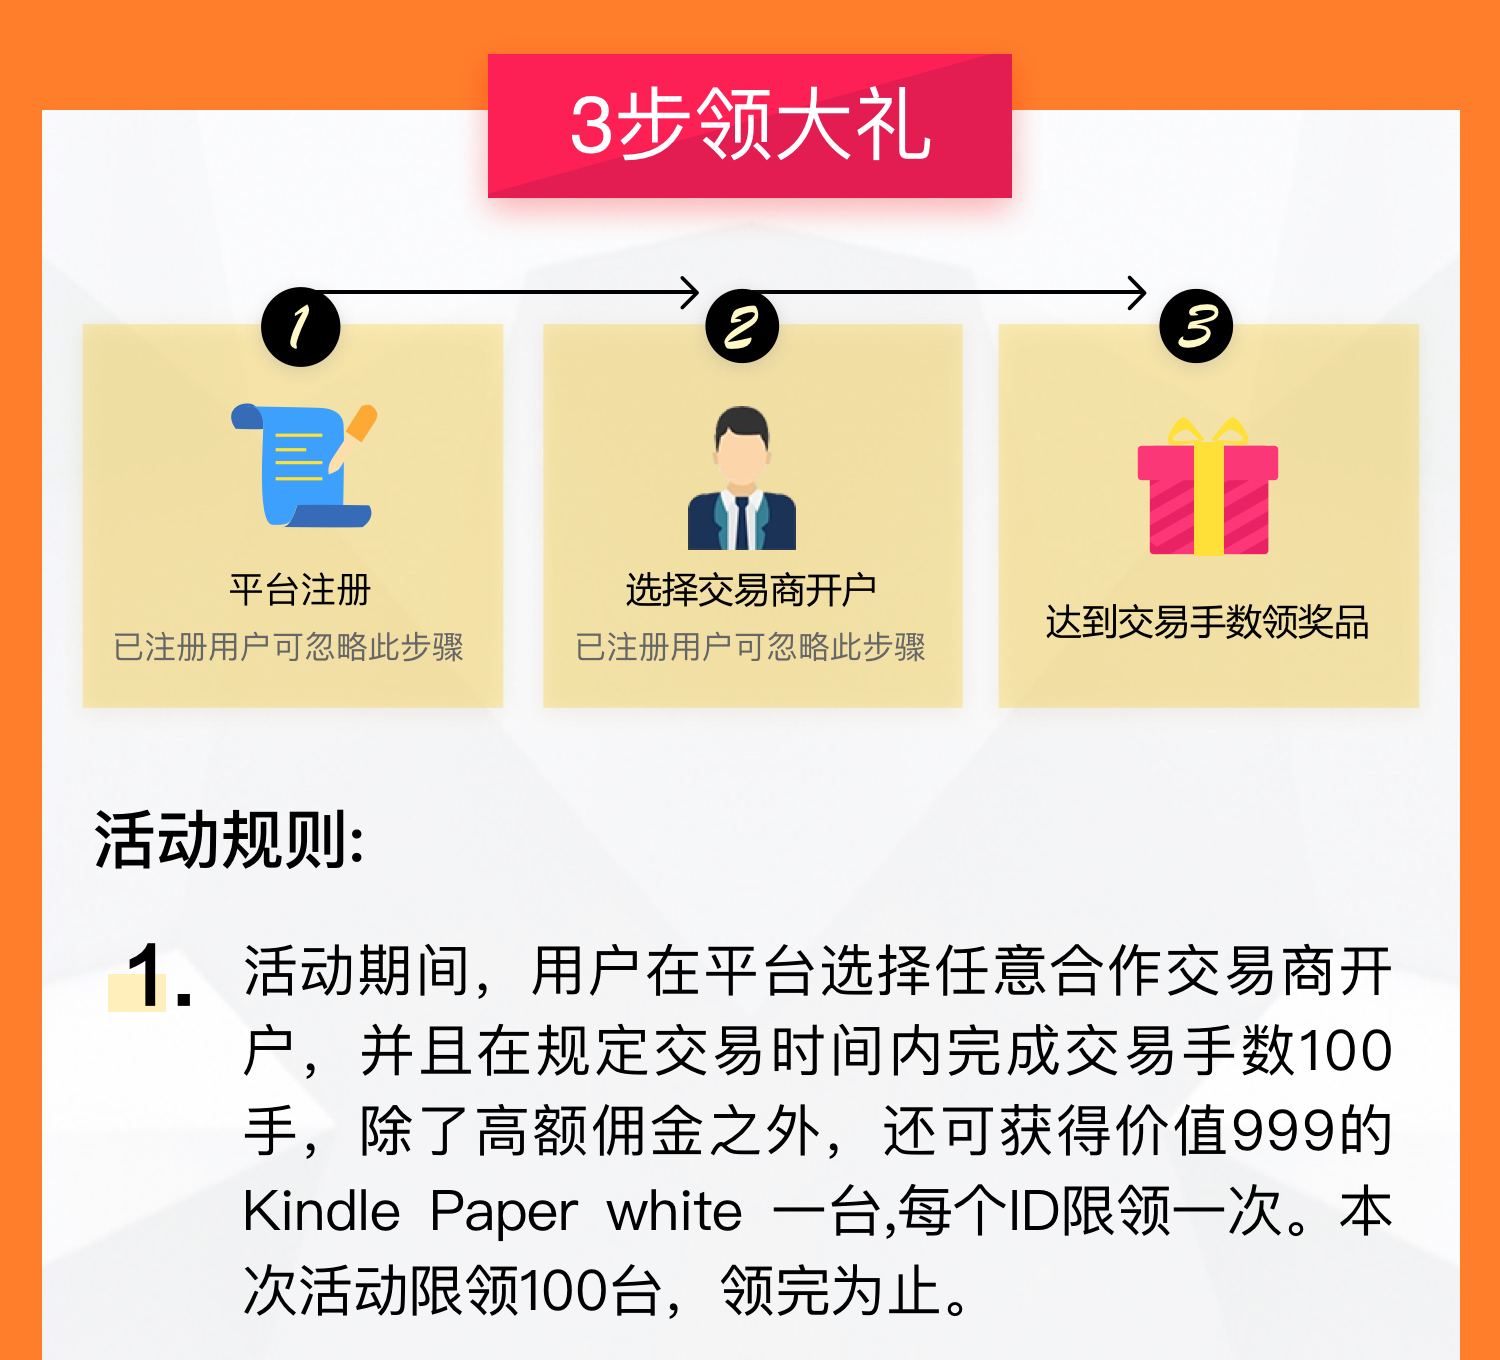 3步领大礼
1
2
3
平台注册
已注册用户可忽略此步骤
选择交易商开户
已注册用户可忽略此步骤
达到交易手数领奖品
活动规则:
1. 活动期间，用户在平台选择任意合作交易商开
户，并且在规定交易时间内完成交易手数100
手，除了高额佣金之外，还可获得价值999的
Kindle Paper white 一台,每个ID限领一次。本
次活动限领100台，领完为止。